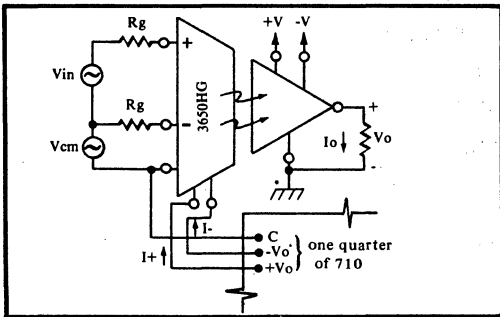 +V -V
Rg
+
Vin
3650HG
Rg
-
+
Vcm
Io
Vo
-
I-
I+
C
-Vo
+Vo
one quarter
of 710